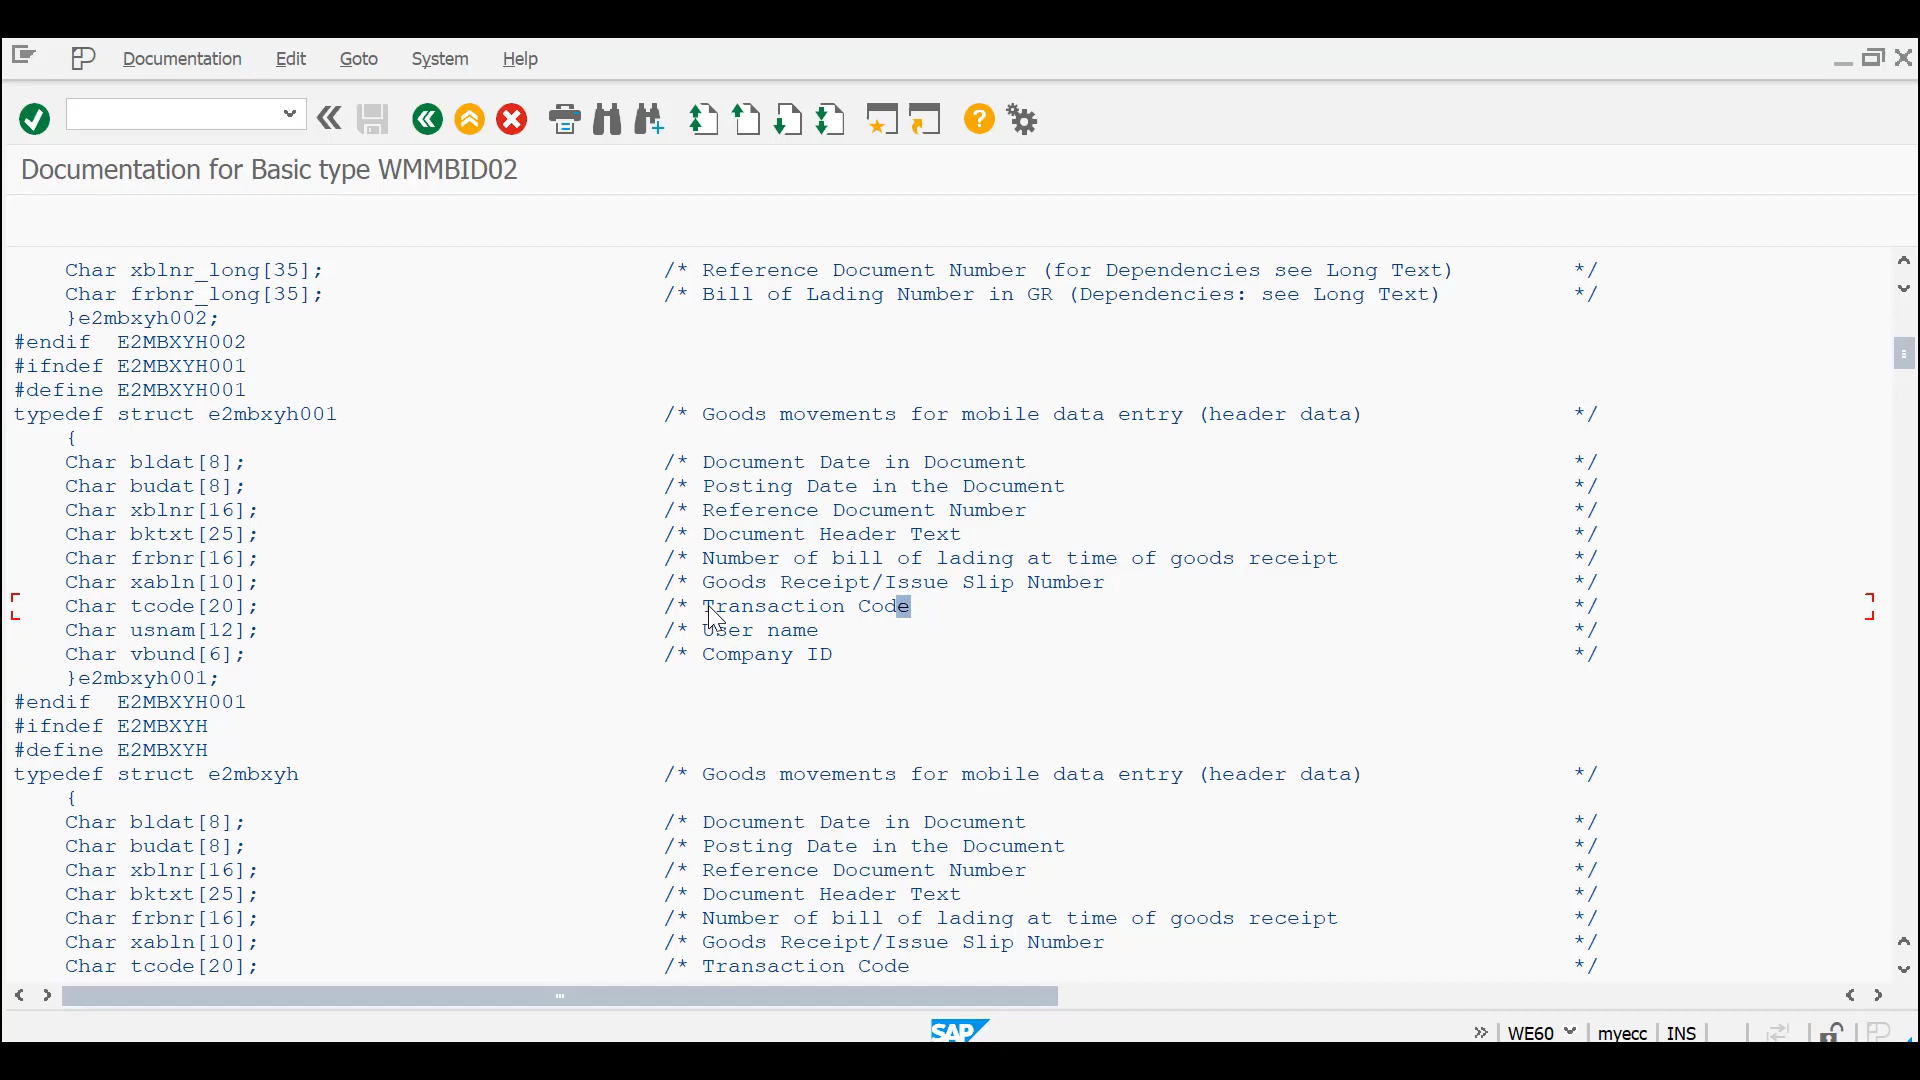 Documentation Edit Goto System Help
Documentation for Basic type WMMBID02
Char xblnr_long[35]; /* Reference Document Number (for Dependencies see Long Text) */
Char frbnr_long[35]; /* Bill of Lading Number in GR (Dependencies: see Long Text) */
}e2mbxyh002;
#endif E2MBXYH002
#ifndef E2MBXYH001
#define E2MBXYH001
typedef struct e2mbxyh001 /* Goods movements for mobile data entry (header data) */
{
Char bldat[8]; /* Document Date in Document */
Char budat[8]; /* Posting Date in the Document */
Char xblnr[16]; /* Reference Document Number */
Char bktxt[25]; /* Document Header Text */
Char frbnr[16]; /* Number of bill of lading at time of goods receipt */
Char xabln[10]; /* Goods Receipt/Issue Slip Number */
Char tcode[20]; /* Transaction Code */
Char usnam[12]; /* User name */
Char vbund[6]; /* Company ID */
}e2mbxyh001;
#endif E2MBXYH001
#ifndef E2MBXYH
#define E2MBXYH
typedef struct e2mbxyh /* Goods movements for mobile data entry (header data) */
{
Char bldat[8]; /* Document Date in Document */
Char budat[8]; /* Posting Date in the Document */
Char xblnr[16]; /* Reference Document Number */
Char bktxt[25]; /* Document Header Text */
Char frbnr[16]; /* Number of bill of lading at time of goods receipt */
Char xabln[10]; /* Goods Receipt/Issue Slip Number */
Char tcode[20]; /* Transaction Code */
SAP WE60 myecc INS